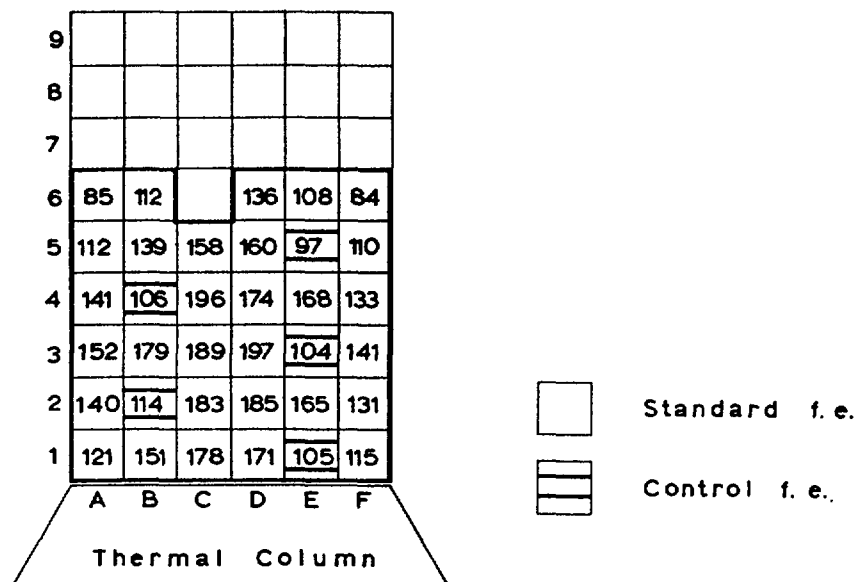 9
8
7
6 85 112 136 108 84
5 112 139 158 160 97 110
4 141 106 196 174 168 133
3 152 179 189 197 104 141
2 140 114 183 185 165 131
1 121 151 178 171 105 115
A B C D E F
Thermal Column
Standard f.e.
Control f.e.